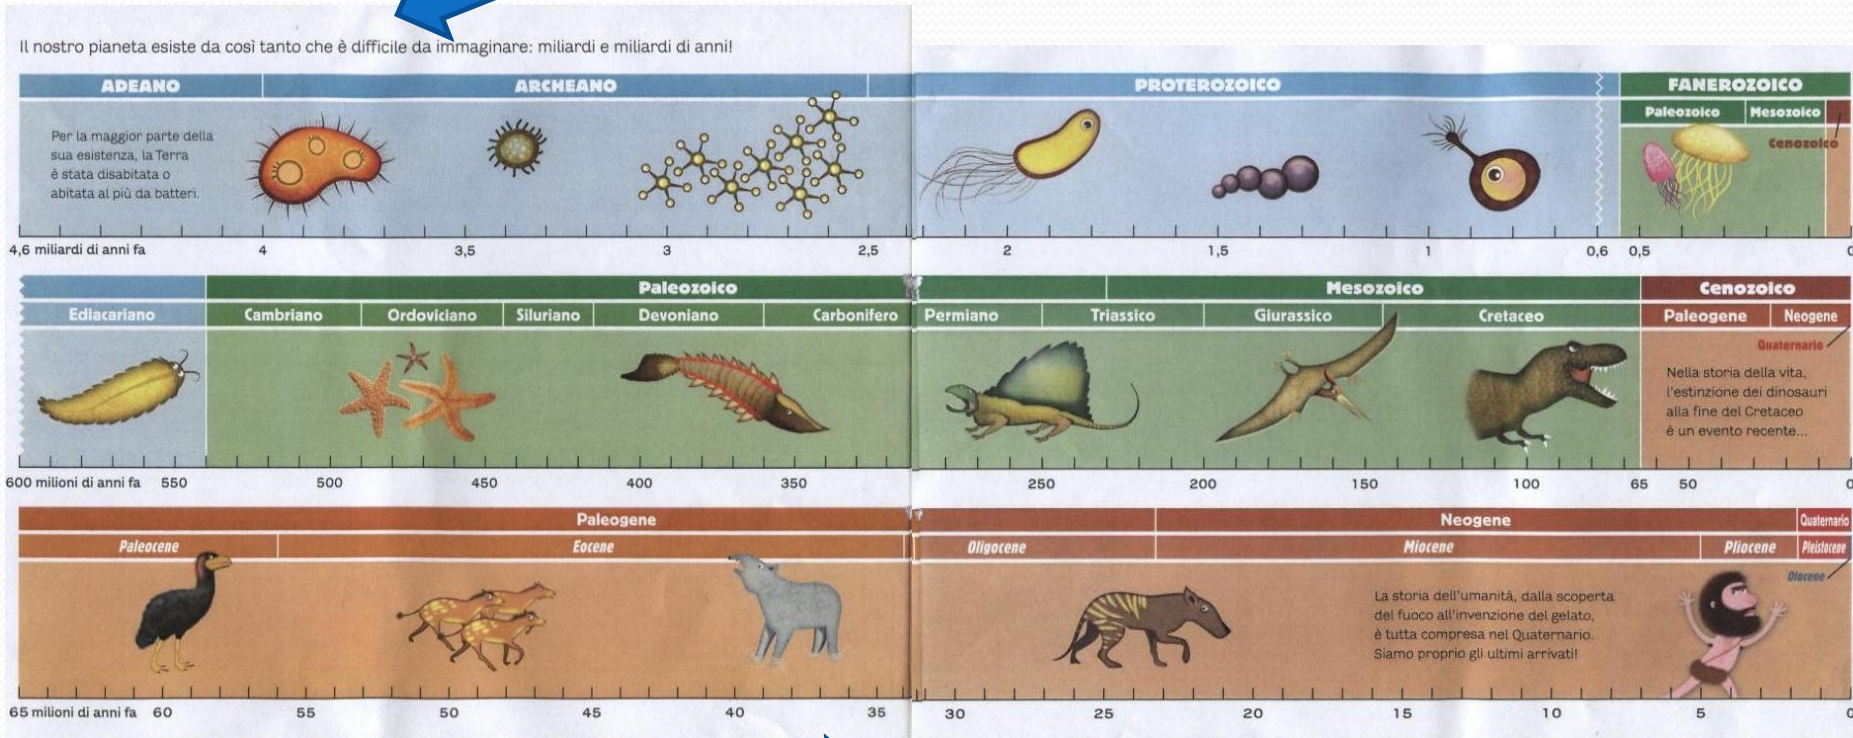 Il nostro pianeta esiste da così tanto che è difficile da immaginare: miliardi e miliardi di anni!
ADEANO ARCHEANO PROTEROZOICO FANEROZOICO
Paleozoico Mesozoico
Cenozoico
Per la maggior parte della
sua esistenza, la Terra
è stata disabitata o
abitata al più da batteri.
4,6 miliardi di anni fa 4 3,5 3 2,5 2 1,5 1 0,6 0,5 0
Paleozoico Mesozoico Cenozoico
Ediacariano Cambriano Ordoviciano Siluriano Devoniano Carbonifero Permiano Triassico Giurassico Cretaceo Paleogene Neogene
Quaternario
Nella storia della vita,
l'estinzione dei dinosauri
alla fine del Cretaceo
è un evento recente...
600 milioni di anni fa 550 500 450 400 350 250 200 150 100 65 50 0
Paleogene Neogene Quaternario
Paleocene Eocene Oligocene Miocene Pliocene Pleistocene
Olocene
La storia dell'umanità, dalla scoperta
del fuoco all'invenzione del gelato,
è tutta compresa nel Quaternario.
Siamo proprio gli ultimi arrivati!
65 milioni di anni fa 60 55 50 45 40 35 30 25 20 15 10 5 0